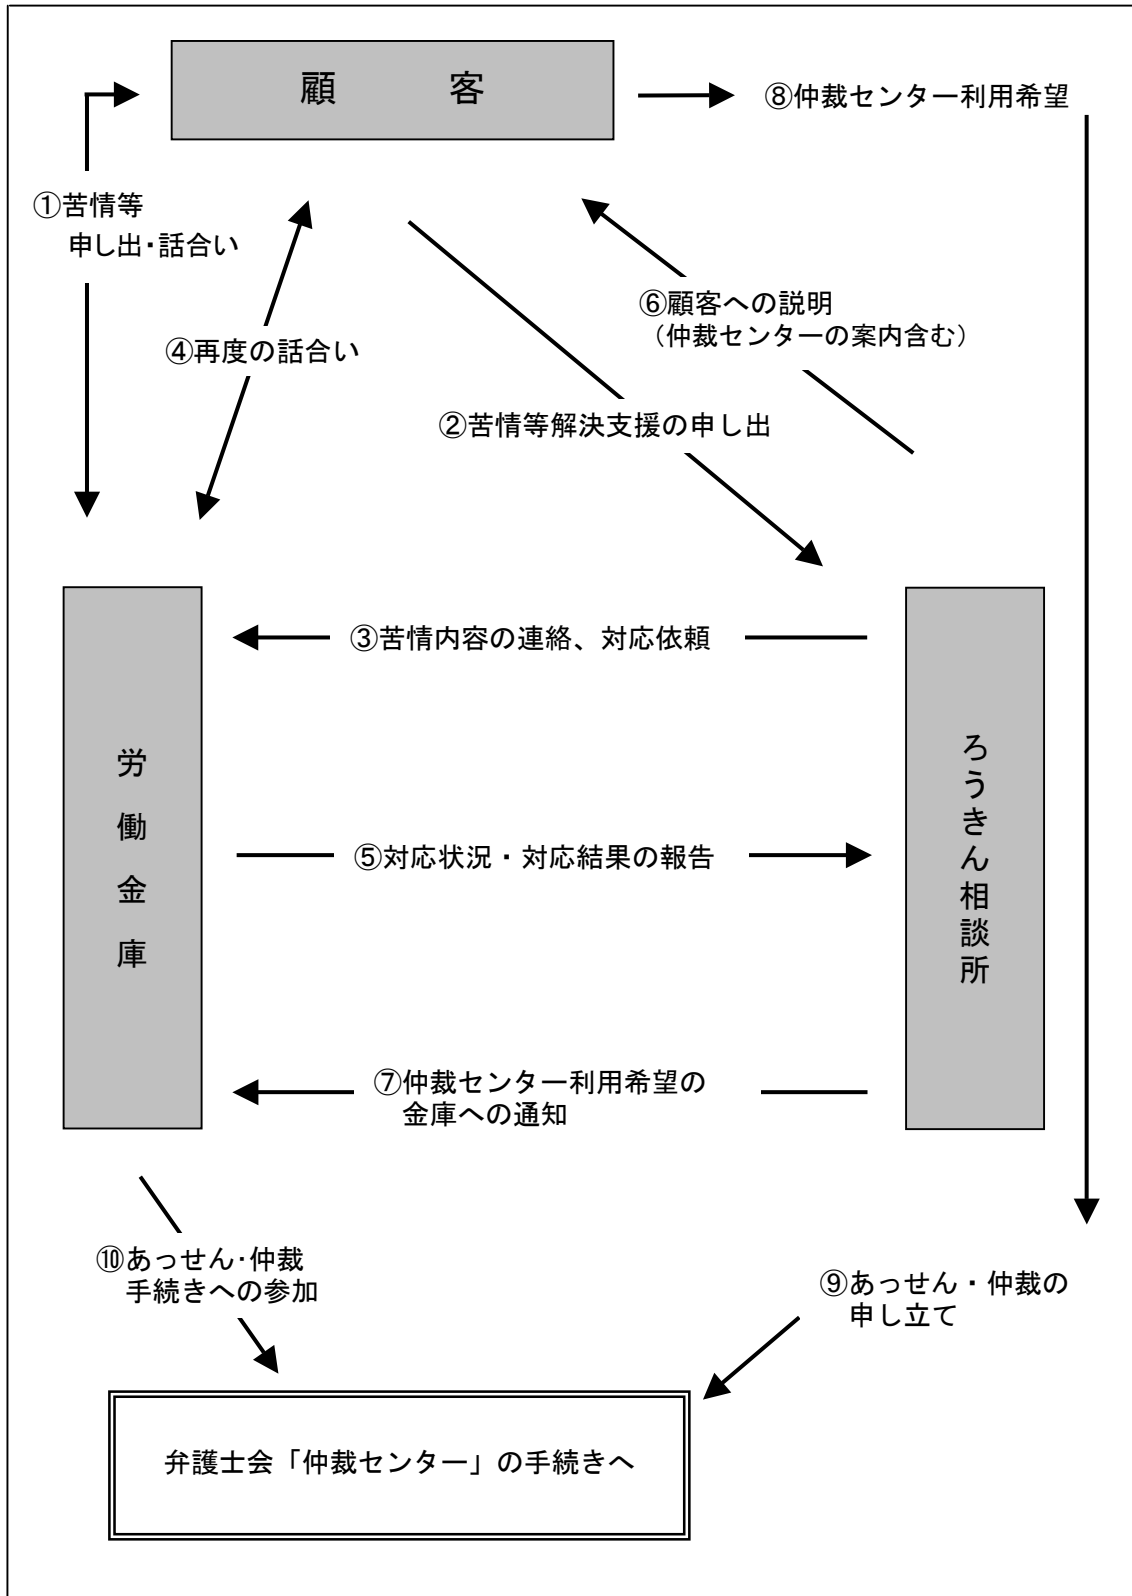 顧　　　客
⑧仲裁センター利用希望
①苦情等
申し出・話合い
⑥顧客への説明
（仲裁センターの案内含む）
④再度の話合い
②苦情等解決支援の申し出
③苦情内容の連絡、対応依頼
労働金庫
ろうきん相談所
⑤対応状況・対応結果の報告
⑦仲裁センター利用希望の
金庫への通知
⑩あっせん・仲裁
手続きへの参加
⑨あっせん・仲裁の
申し立て
弁護士会「仲裁センター」の手続きへ